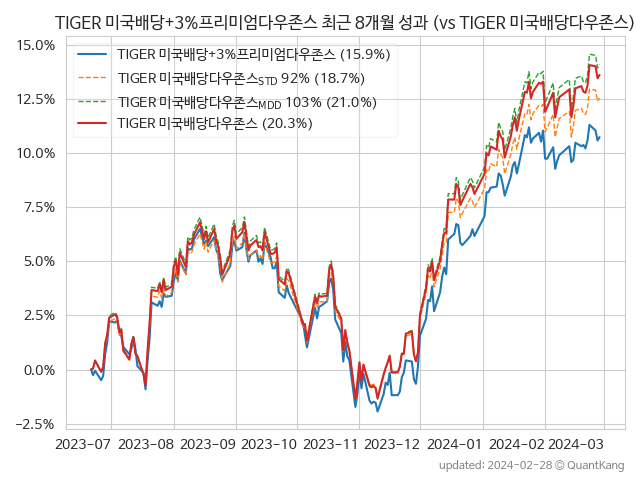 TIGER 미국배당+3%프리미엄다우존스 최근 8개월 성과 (vs TIGER 미국배당다우존스)
TIGER 미국배당+3%프리미엄다우존스 (15.9%)
TIGER 미국배당다우존스STD 92% (18.7%)
TIGER 미국배당다우존스MDD 103% (21.0%)
TIGER 미국배당다우존스 (20.3%)
15.0%
12.5%
10.0%
7.5%
5.0%
2.5%
0.0%
−2.5%
2023-07 2023-08 2023-09 2023-10 2023-11 2023-12 2024-01 2024-02 2024-03
updated: 2024-02-28 © QuantKang